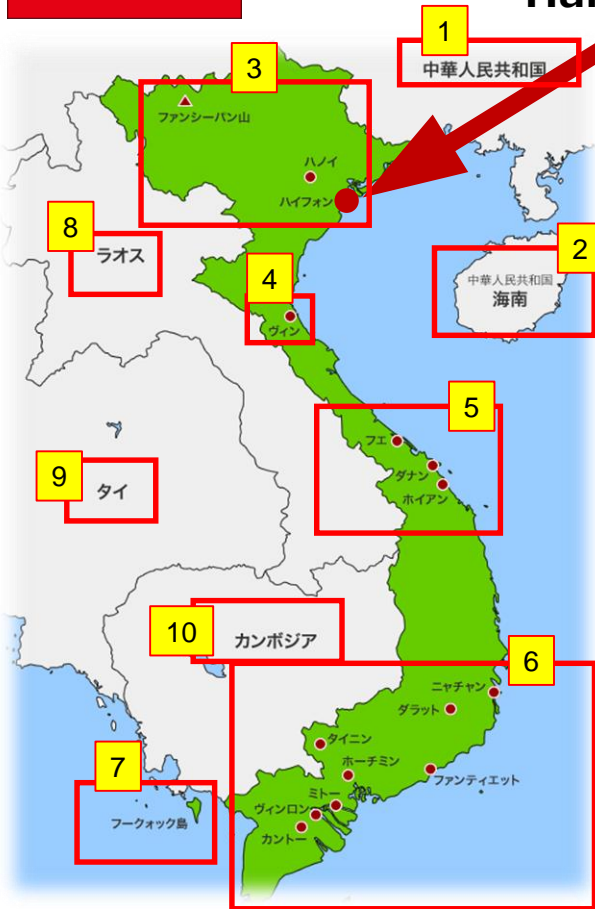 1
中華人民共和国
3
ファンシーパン山
ハノイ
ハイフォン
8
ラオス
2
中華人民共和国
海南
4
ヴィン
5
フエ
ダナン
ホイアン
9
タイ
10
カンボジア
6
ニャチャン
ダラット
タイニン
ホーチミン
ファンティエット
ミトー
ヴィンロン
カントー
7
フークォック島